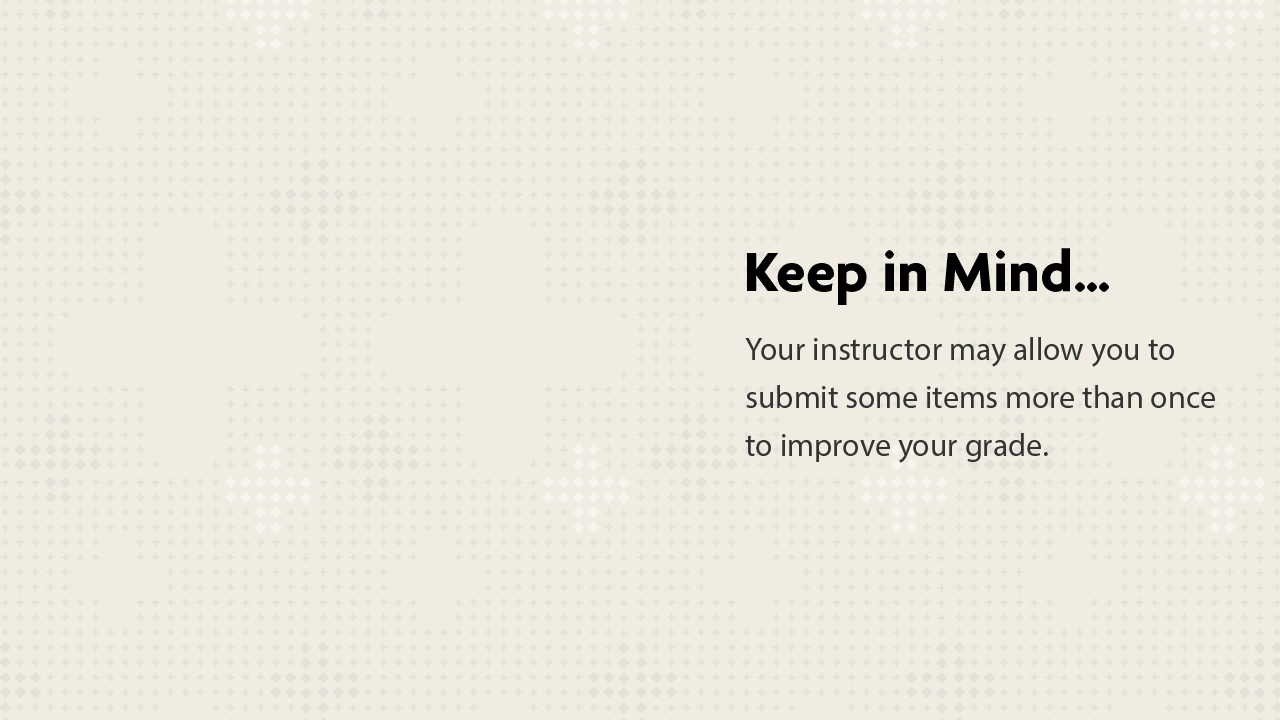 Keep in Mind...
Your instructor may allow you to
submit some items more than once
to improve your grade.